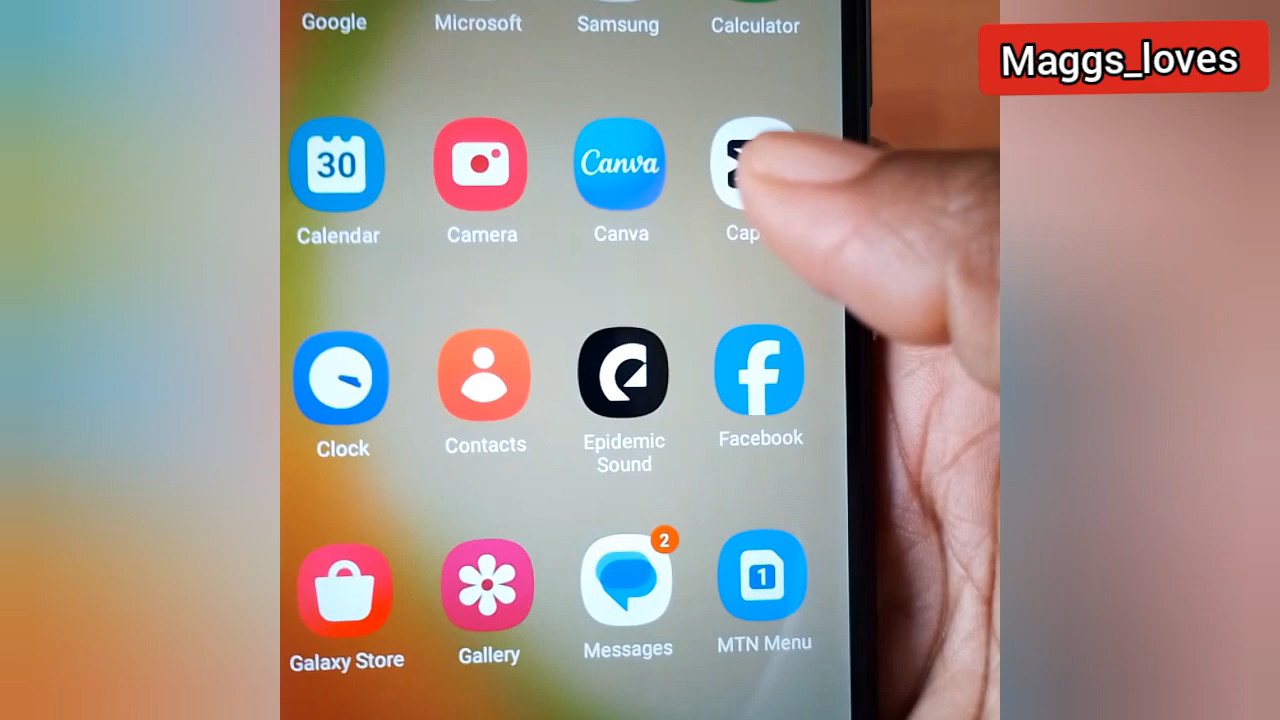 Google
Microsoft
Samsung
Calculator
Maggs_loves
30
Canva
Calendar
Camera
Canva
Cap
Clock
Contacts
Epidemic
Sound
Facebook
2
1
Galaxy Store
Gallery
Messages
MTN Menu